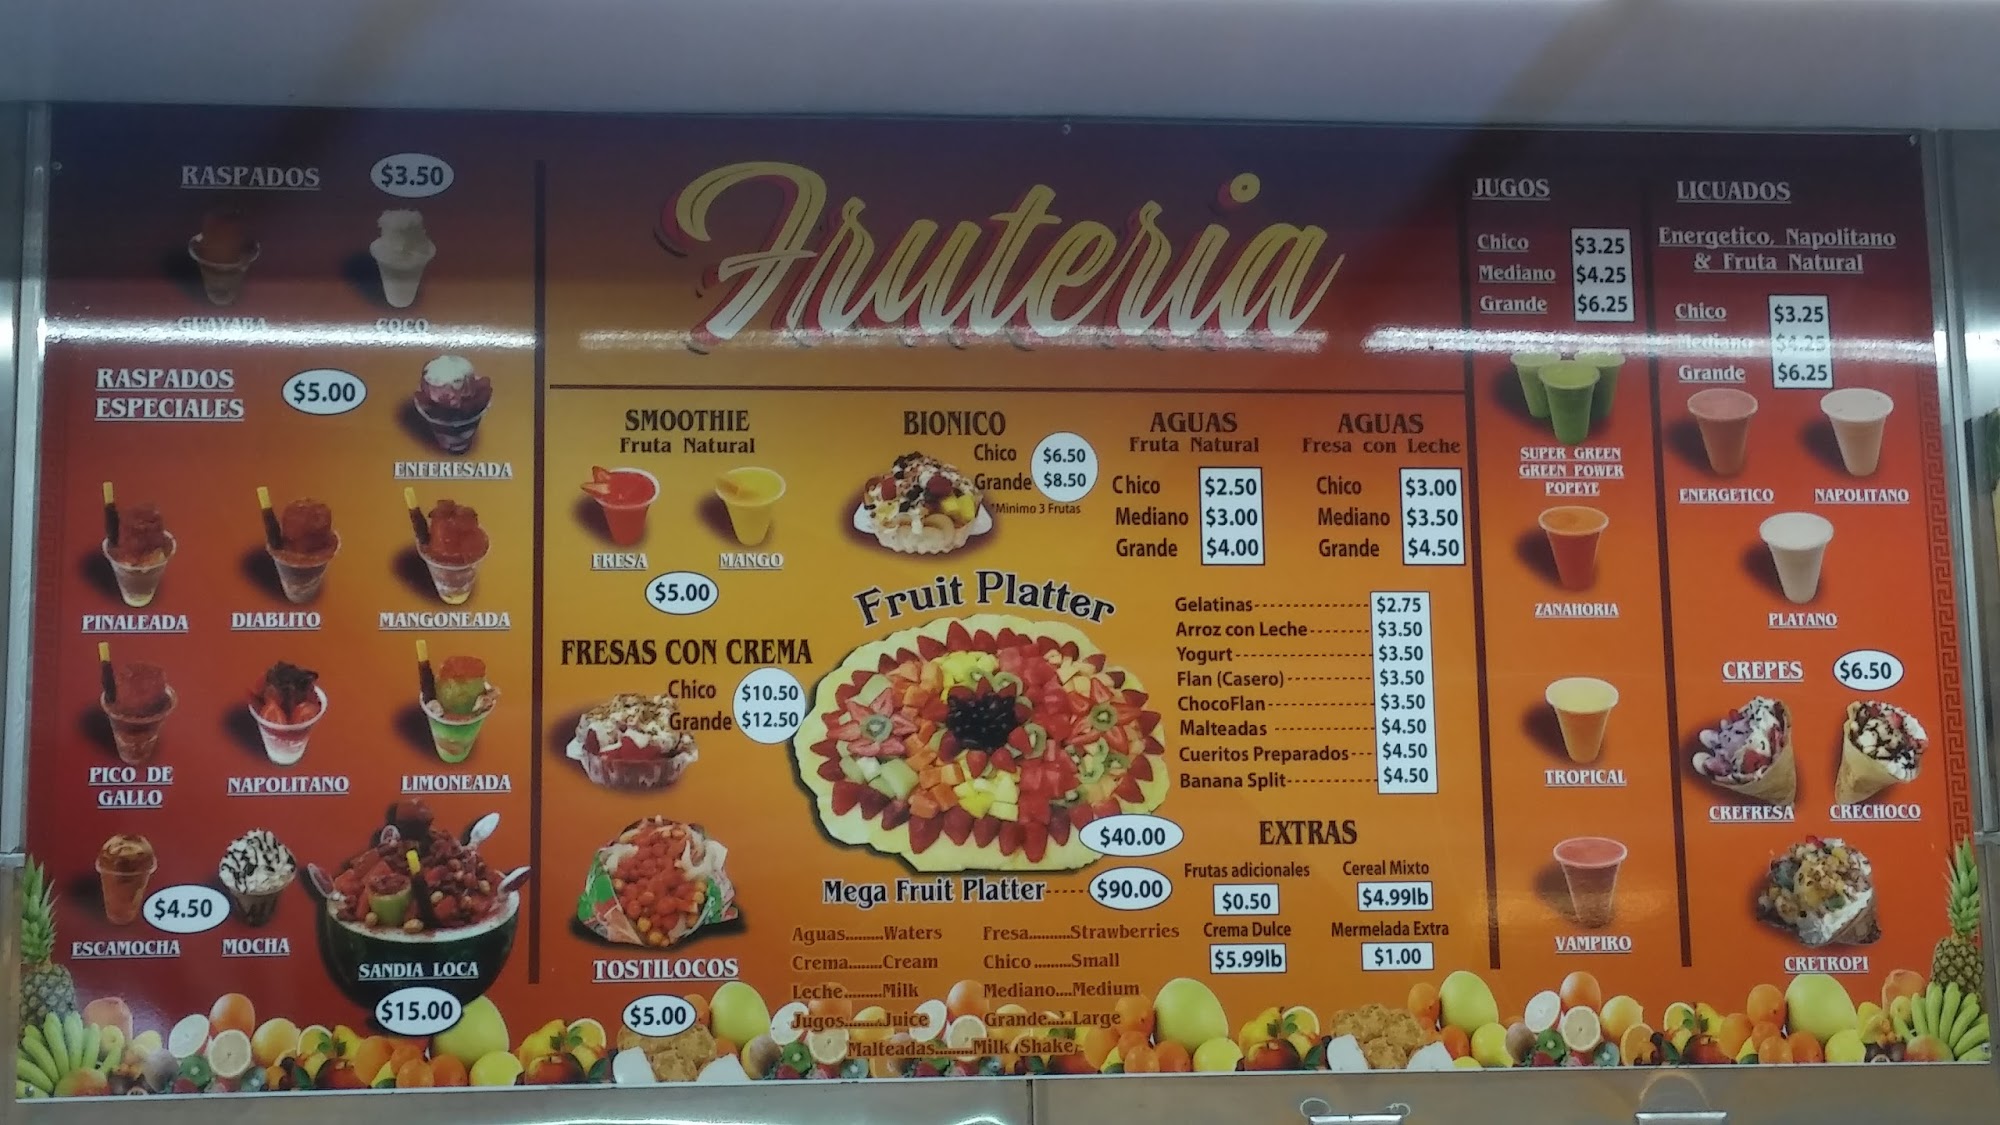 RASPADOS $3.50
GUAYABA
COCO
RASPADOS
ESPECIALES
$5.00
ENFERESADA
PINALEADA
DIABLITO
MANGONEADA
PICO DE
GALLO
NAPOLITANO
LIMONEADA
ESCAMOCHA
$4.50
MOCHA
SANDIA LOCA
$15.00
Fruteria
SMOOTHIE
Fruta Natural
FRESA
MANGO
$5.00
FRESAS CON CREMA
Chico $10.50
Grande $12.50
TOSTILOCOS
$5.00
BIONICO
Chico $6.50
Grande $8.50
*Minimo 3 Frutas
AGUAS
Fruta Natural
Chico $2.50
Mediano $3.00
Grande $4.00
AGUAS
Fresa con Leche
Chico $3.00
Mediano $3.50
Grande $4.50
Fruit Platter
$40.00
Mega Fruit Platter-----$90.00
Gelatinas--------------$2.75
Arroz con Leche-------$3.50
Yogurt-----------------$3.50
Flan (Casero)----------$3.50
ChocoFlan-------------$3.50
Malteadas ------------$4.50
Cueritos Preparados---$4.50
Banana Split-----------$4.50
EXTRAS
Frutas adicionales
$0.50
Cereal Mixto
$4.99lb
Crema Dulce
$5.99lb
Mermelada Extra
$1.00
Aguas.........Waters
Crema........Cream
Leche.........Milk
Jugos.........Juice
Fresa..........Strawberries
Chico .........Small
Mediano....Medium
Grande......Large
Malteadas.........Milk Shake
JUGOS
Chico $3.25
Mediano $4.25
Grande $6.25
SUPER GREEN
GREEN POWER
POPEYE
ZANAHORIA
TROPICAL
VAMPIRO
LICUADOS
Energetico, Napolitano
& Fruta Natural
Chico $3.25
Mediano $4.25
Grande $6.25
ENERGETICO
NAPOLITANO
PLATANO
CREPES $6.50
CREFRESA
CRECHOCO
CRETROPI